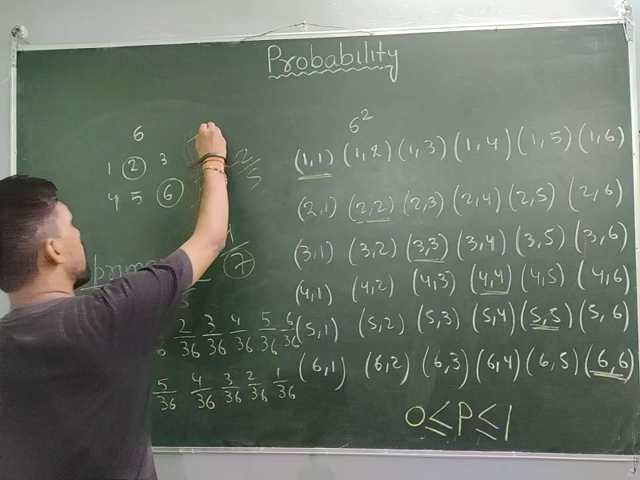 Probability
6
6²
1 2 3
4 5 6
2/5
(1,1) (1,2) (1,3) (1,4) (1,5) (1,6)
(2,1) (2,2) (2,3) (2,4) (2,5) (2,6)
(3,1) (3,2) (3,3) (3,4) (3,5) (3,6)
(4,1) (4,2) (4,3) (4,4) (4,5) (4,6)
(5,1) (5,2) (5,3) (5,4) (5,5) (5,6)
(6,1) (6,2) (6,3) (6,4) (6,5) (6,6)
7
2/36 3/36 4/36 5/36 6/36
5/36 4/36 3/36 2/36 1/36
0≤P≤1